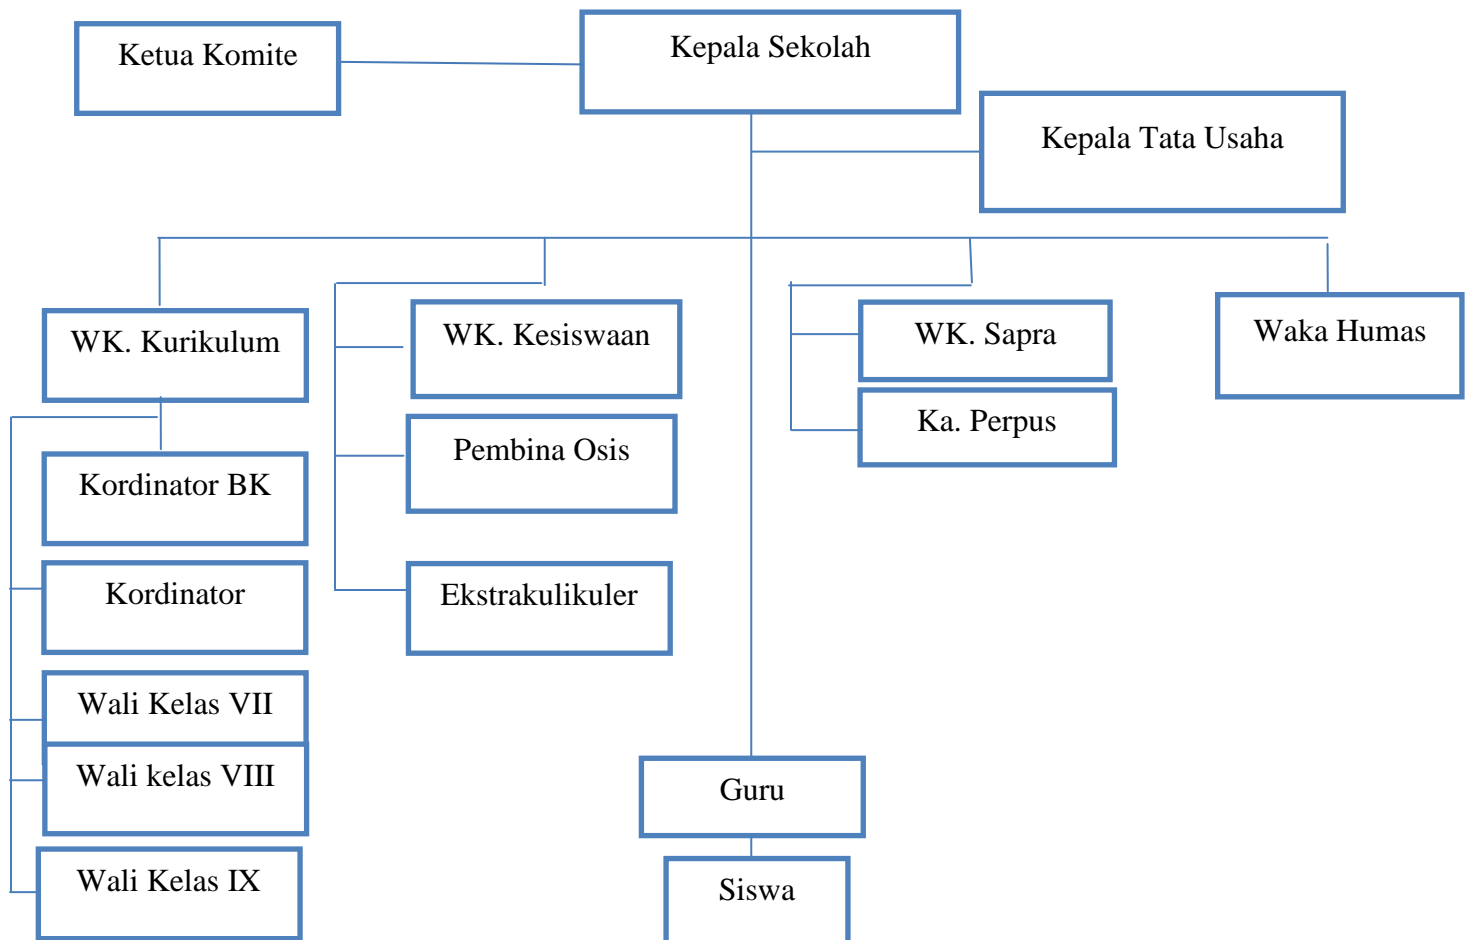 Ketua Komite
Kepala Sekolah
Kepala Tata Usaha
WK. Kurikulum
WK. Kesiswaan
WK. Sapra
Waka Humas
Ka. Perpus
Pembina Osis
Kordinator BK
Kordinator
Ekstrakulikuler
Wali Kelas VII
Wali kelas VIII
Guru
Wali Kelas IX
Siswa